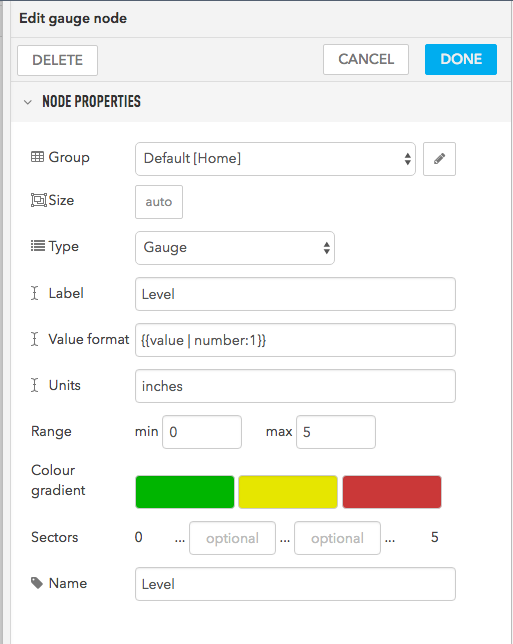 Edit gauge node
DELETE CANCEL DONE
NODE PROPERTIES
Group Default [Home]
Size auto
Type Gauge
Label Level
Value format {{value | number:1}}
Units inches
Range min 0 max 5
Colour
gradient
Sectors 0 ... optional ... optional ... 5
Name Level